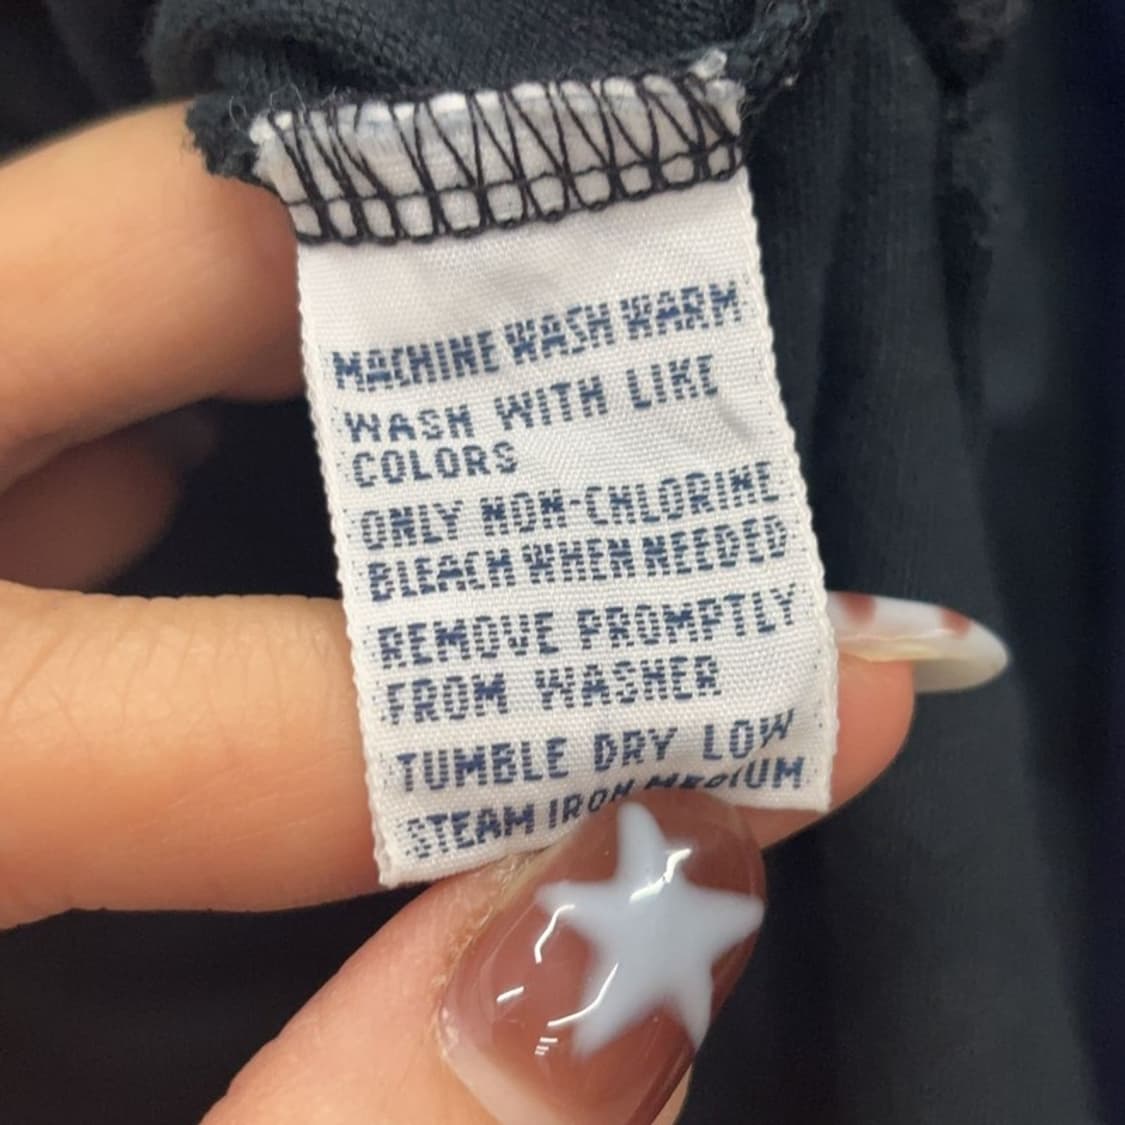 MACHINE WASH WARM
WASH WITH LIKE
COLORS
ONLY NON-CHLORINE
BLEACH WHEN NEEDED
REMOVE PROMPTLY
FROM WASHER
TUMBLE DRY LOW
STEAM IRON MEDIUM